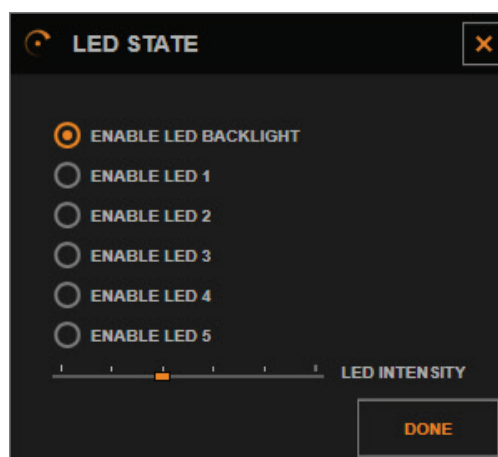 LED STATE
ENABLE LED BACKLIGHT
ENABLE LED 1
ENABLE LED 2
ENABLE LED 3
ENABLE LED 4
ENABLE LED 5
LED INTENSITY
DONE